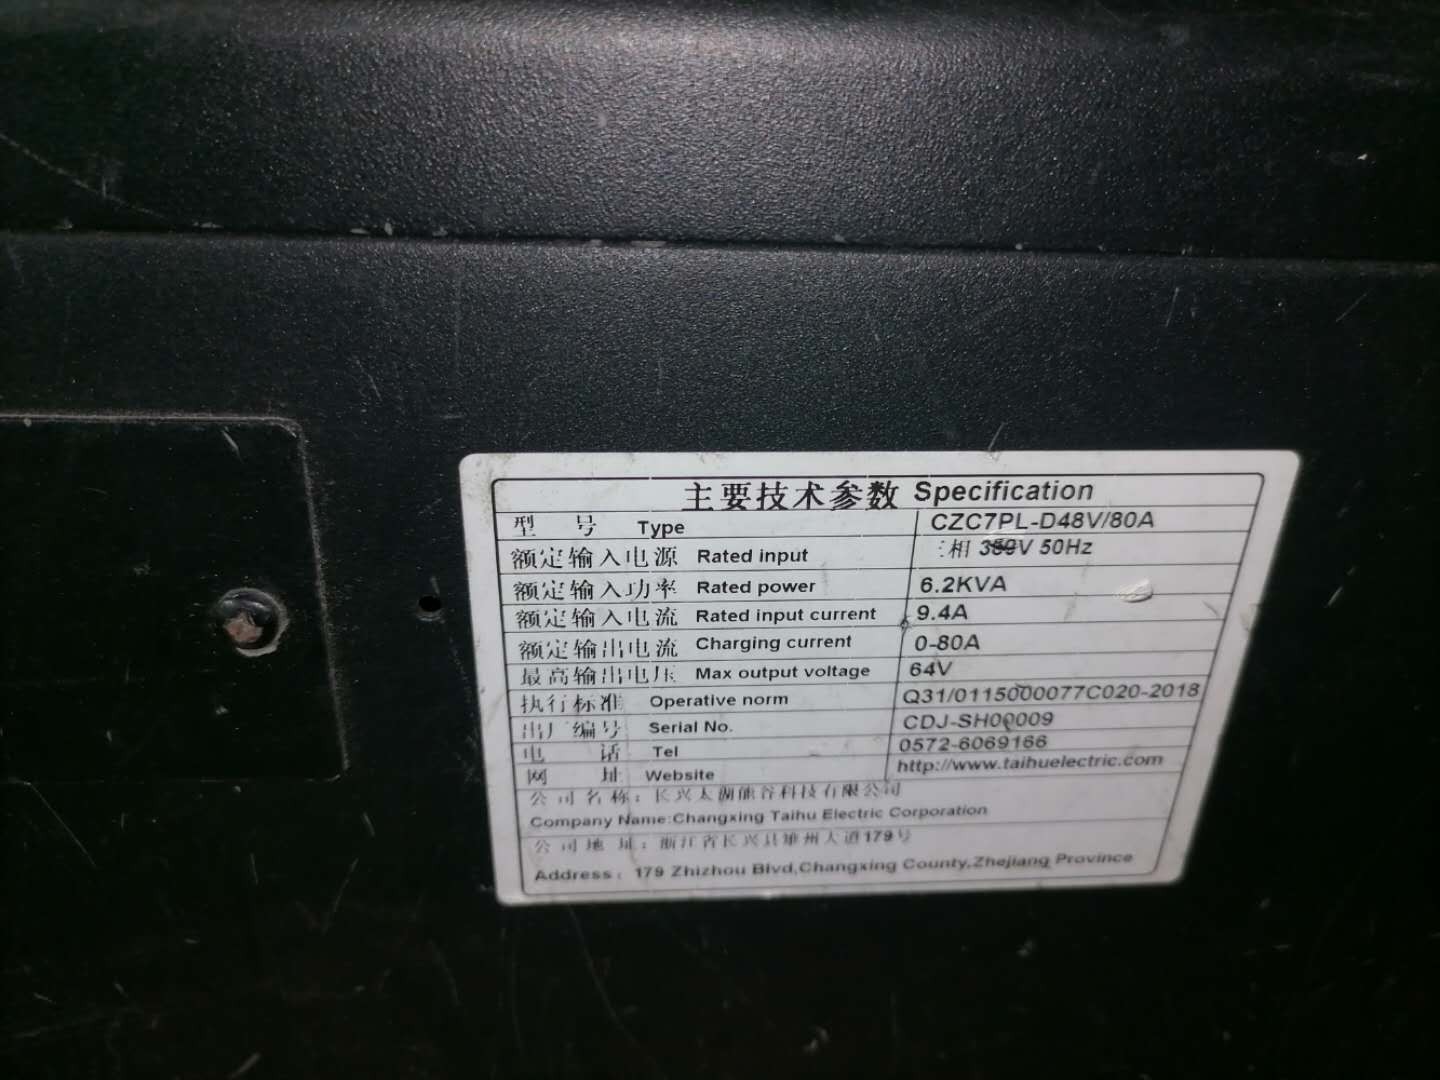 主要技术参数 Specification
型 号 Type CZC7PL-D48V/80A
额定输入电源 Rated input 三相 380V 50Hz
额定输入功率 Rated power 6.2KVA
额定输入电流 Rated input current 9.4A
额定输出电流 Charging current 0-80A
最高输出电压 Max output voltage 64V
执行标准 Operative norm Q31/0115000077C020-2018
出厂编号 Serial No. CDJ-SH00009
电 话 Tel 0572-6069166
网 址 Website http://www.taihuelectric.com
公司名称：长兴太湖能谷科技有限公司
Company Name:Changxing Taihu Electric Corporation
公司地址：浙江省长兴县雉州大道179号
Address：179 Zhizhou Blvd,Changxing County,Zhejiang Province